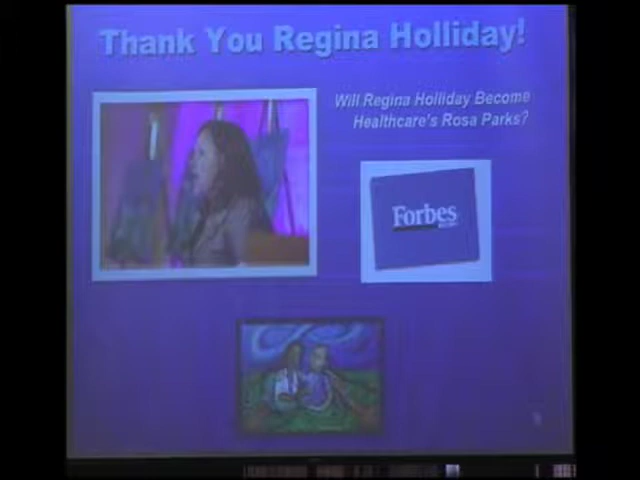 Thank You Regina Holliday!
Will Regina Holliday Become
Healthcare's Rosa Parks?
Forbes